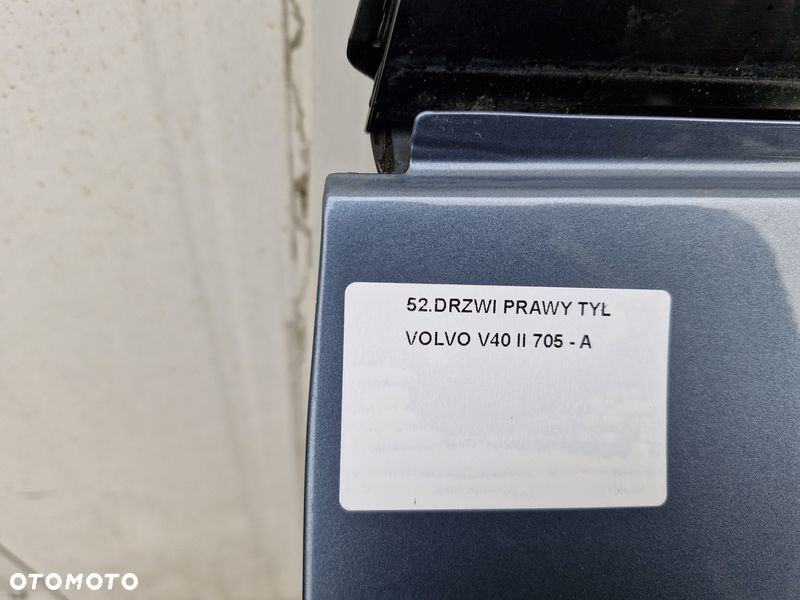 52.DRZWI PRAWY TYŁ
VOLVO V40 II 705 - A
OTOMOTO